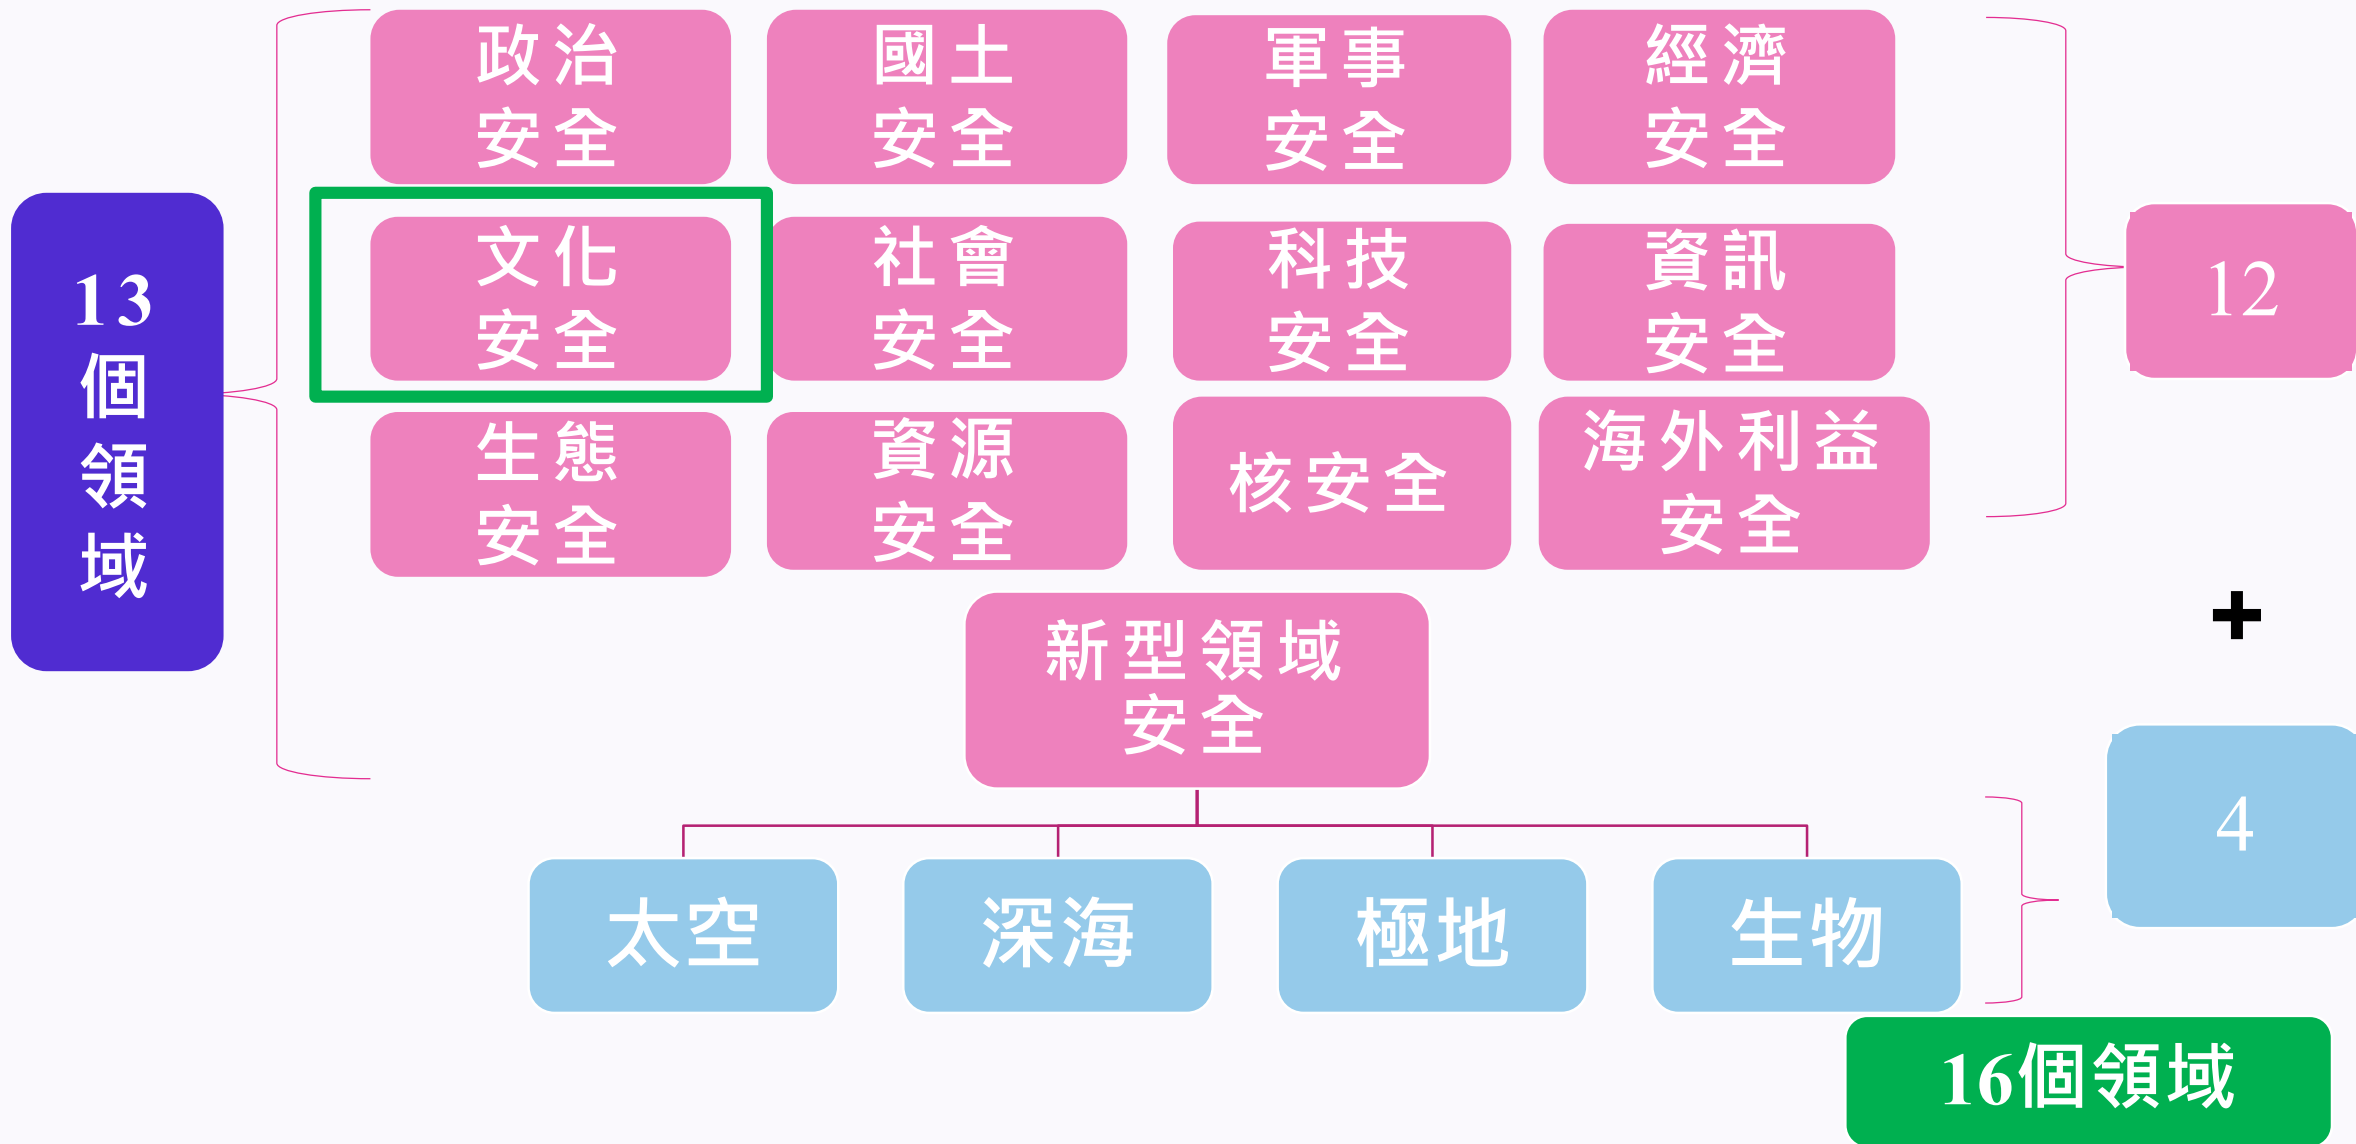 13
個
領
域
政治
安全
國土
安全
軍事
安全
經濟
安全
文化
安全
社會
安全
科技
安全
資訊
安全
生態
安全
資源
安全
核安全
海外利益
安全
新型領域
安全
太空
深海
極地
生物
12
+
4
16個領域